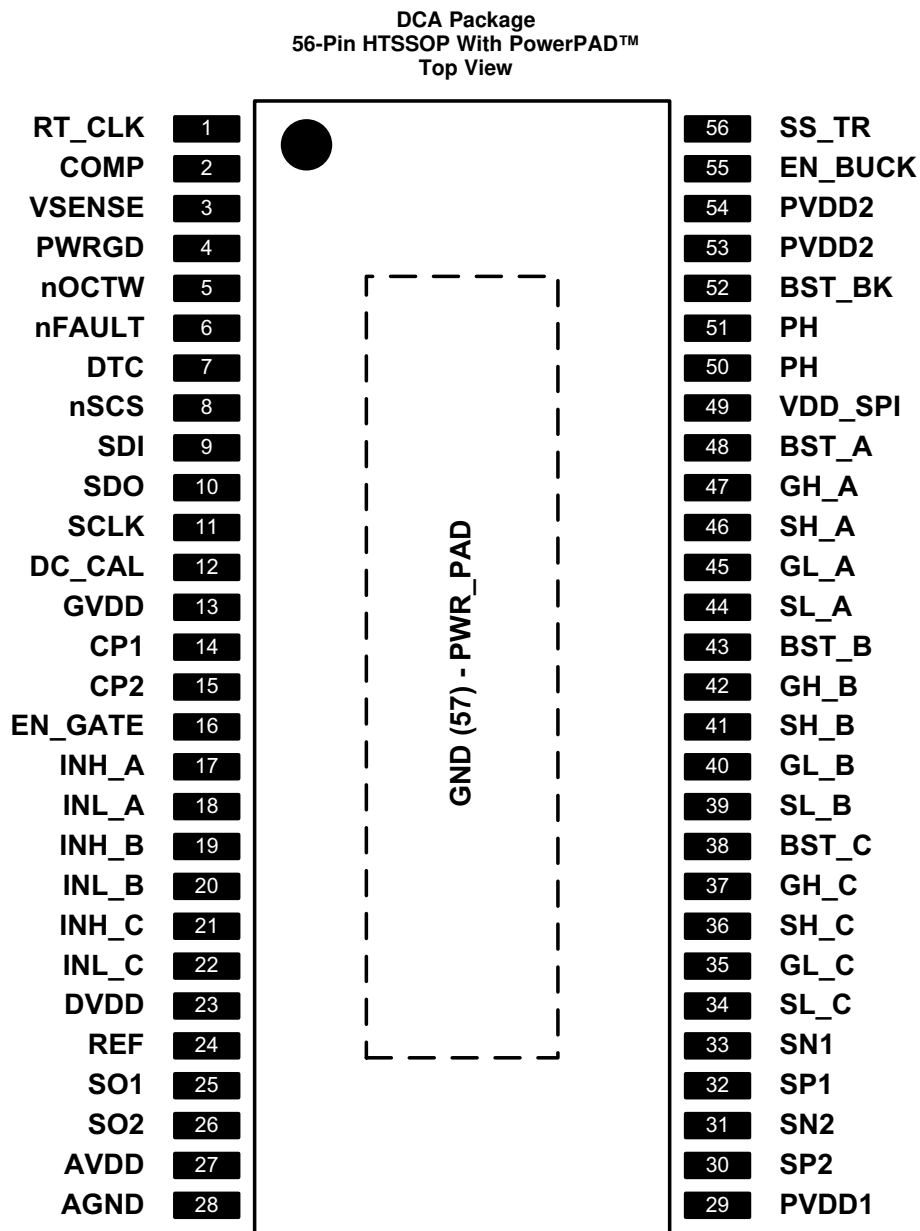 DCA Package
56-Pin HTSSOP With PowerPAD™
Top View
RT_CLK 1 56 SS_TR
COMP 2 55 EN_BUCK
VSENSE 3 54 PVDD2
PWRGD 4 53 PVDD2
nOCTW 5 52 BST_BK
nFAULT 6 51 PH
DTC 7 50 PH
nSCS 8 49 VDD_SPI
SDI 9 48 BST_A
SDO 10 47 GH_A
SCLK 11 46 SH_A
DC_CAL 12 45 GL_A
GVDD 13 44 SL_A
CP1 14 43 BST_B
CP2 15 42 GH_B
EN_GATE 16 41 SH_B
INH_A 17 40 GL_B
INL_A 18 39 SL_B
INH_B 19 38 BST_C
INL_B 20 37 GH_C
INH_C 21 36 SH_C
INL_C 22 35 GL_C
DVDD 23 34 SL_C
REF 24 33 SN1
SO1 25 32 SP1
SO2 26 31 SN2
AVDD 27 30 SP2
AGND 28 29 PVDD1
GND (57) - PWR_PAD